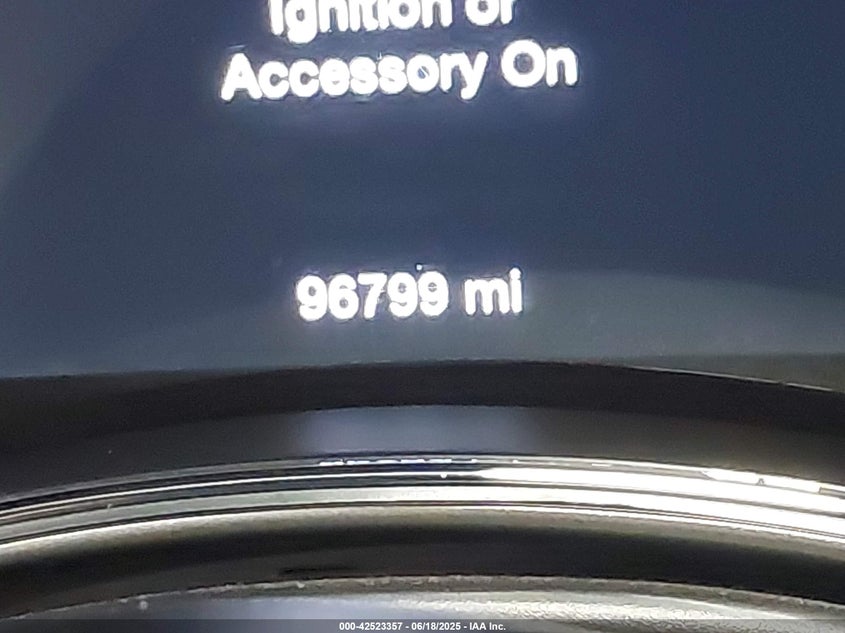 Ignition or
Accessory On
96799 mi
000-42523357 - 06/18/2025 - IAA Inc.